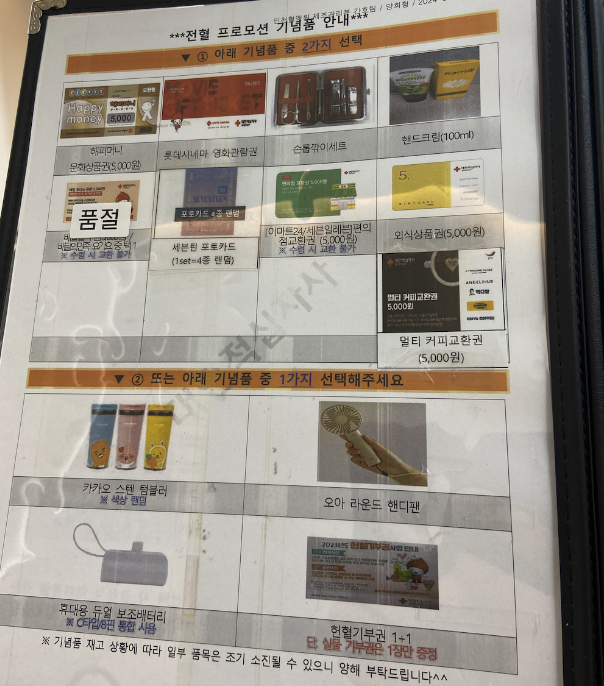 ***전혈 프로모션 기념품 안내***
▼ ① 아래 기념품 중 2가지 선택
Happy
money
5,000
해피머니
문화상품권(5,000원)
롯데시네마 영화관람권
손톱깎이세트
핸드크림(100ml)
품절
※ 수령 시 교환 불가
SEVENTEEN
포토카드 4종 랜덤
세븐틴 포토카드
(1set=4종 랜덤)
[이마트24/세븐일레븐]편의
점교환권 (5,000원)
※ 수령 시 교환 불가
5.
외식상품권(5,000원)
멀티 커피교환권
5,000원
ANGELINUS
멀티 커피교환권
(5,000원)
대한적십자사
▼ ② 또는 아래 기념품 중 1가지 선택해주세요
카카오 스텐 텀블러
※ 색상 랜덤
오아 라운드 핸디팬
휴대용 듀얼 보조배터리
※ C타입/8핀 통합 사용
헌혈기부권 1+1
단, 실물 기부권은 1장만 증정
※ 기념품 재고 상황에 따라 일부 품목은 조기 소진될 수 있으니 양해 부탁드립니다^^